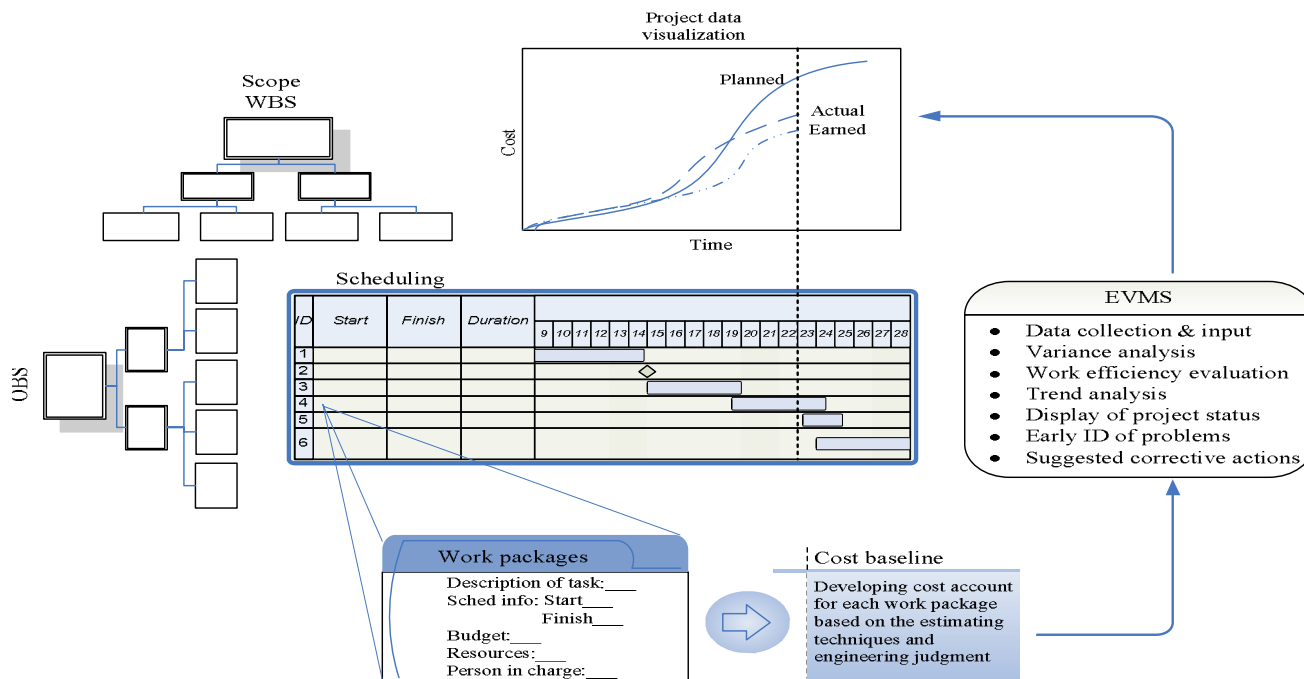 Project data
visualization
Planned
Actual
Earned
Cost
Time
Scope
WBS
OBS
Scheduling
ID Start Finish Duration
9 10 11 12 13 14 15 16 17 18 19 20 21 22 23 24 25 26 27 28
1
2
3
4
5
6
EVMS
● Data collection & input
● Variance analysis
● Work efficiency evaluation
● Trend analysis
● Display of project status
● Early ID of problems
● Suggested corrective actions
Work packages
Description of task:___
Sched info: Start___
Finish___
Budget:___
Resources:___
Person in charge:___
Cost baseline
Developing cost account
for each work package
based on the estimating
techniques and
engineering judgment